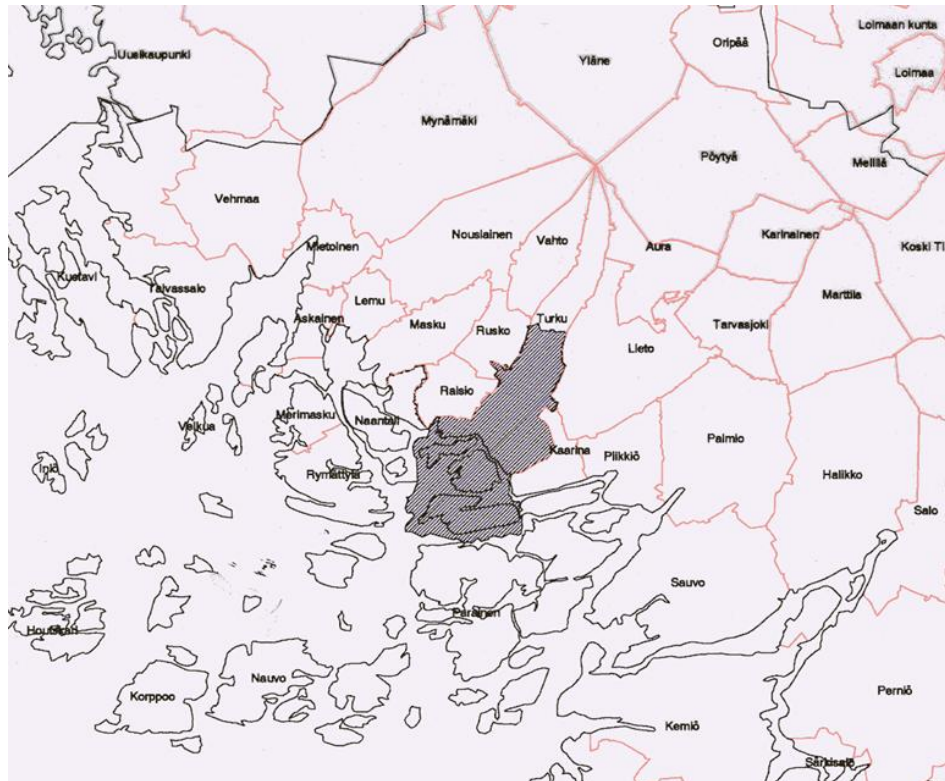 Loimaan kunta
Oripää
Uusikaupunki
Yläne
Loimaa
Mynämäki
Pöytyä
Mellilä
Vehmaa
Nousiainen
Vahto
Karinainen
Mietoinen
Aura
Koski Tl
Kustavi
Taivassalo
Lemu
Marttila
Askainen
Masku
Rusko
Turku
Tarvasjoki
Lieto
Raisio
Merimasku
Naantali
Velkua
Paimio
Kaarina
Piikkiö
Iniö
Rymättylä
Halikko
Salo
Sauvo
Parainen
Houtskari
Nauvo
Korppoo
Perniö
Kemiö
Särkisalo